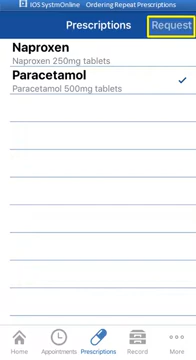 IOS SystmOnline Ordering Repeat Prescriptions
Prescriptions Request
Naproxen
Naproxen 250mg tablets
Paracetamol
Paracetamol 500mg tablets
Home Appointments Prescriptions Record More